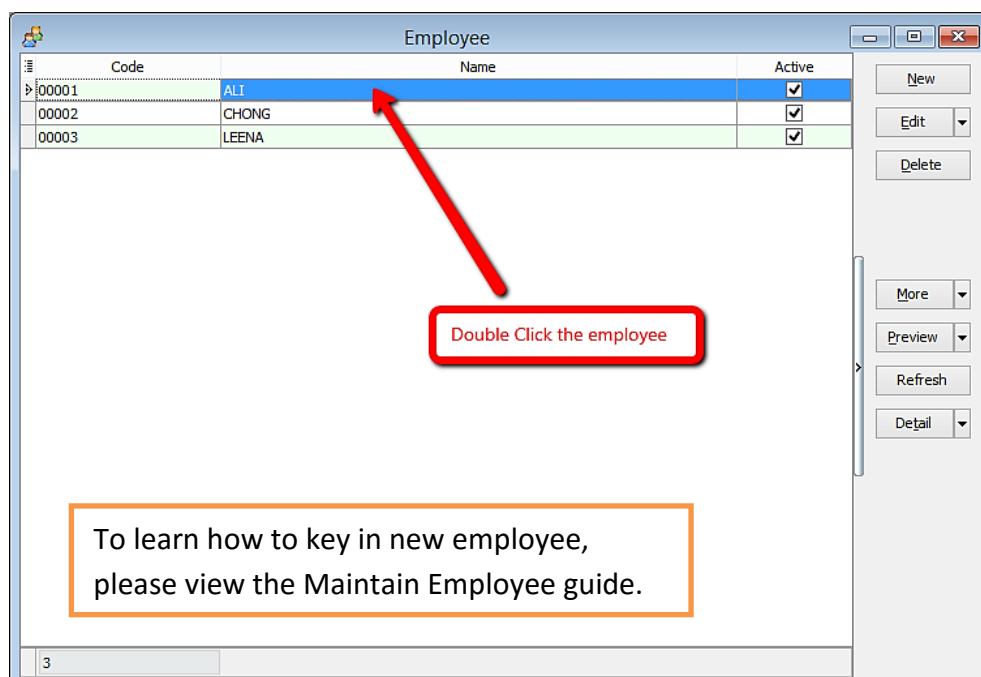 Employee
Code Name Active
00001 ALI
00002 CHONG
00003 LEENA
New
Edit
Delete
More
Preview
Refresh
Detail
Double Click the employee
To learn how to key in new employee,
please view the Maintain Employee guide.
3